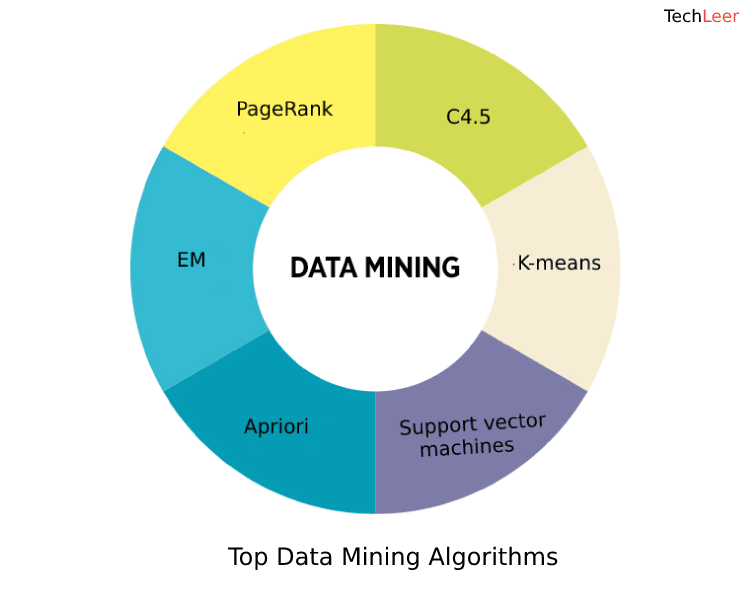 TechLeer
PageRank
C4.5
EM
DATA MINING
K-means
Apriori
Support vector
machines
Top Data Mining Algorithms